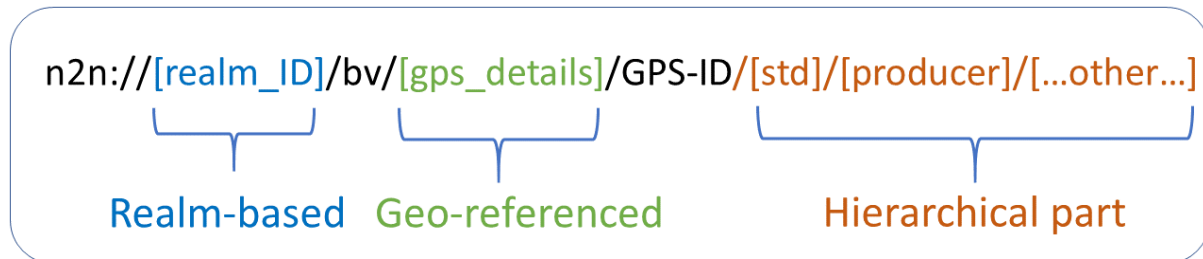 n2n://[realm_ID]/bv/[gps_details]/GPS-ID/[std]/[producer]/[...other...]
Realm-based Geo-referenced Hierarchical part